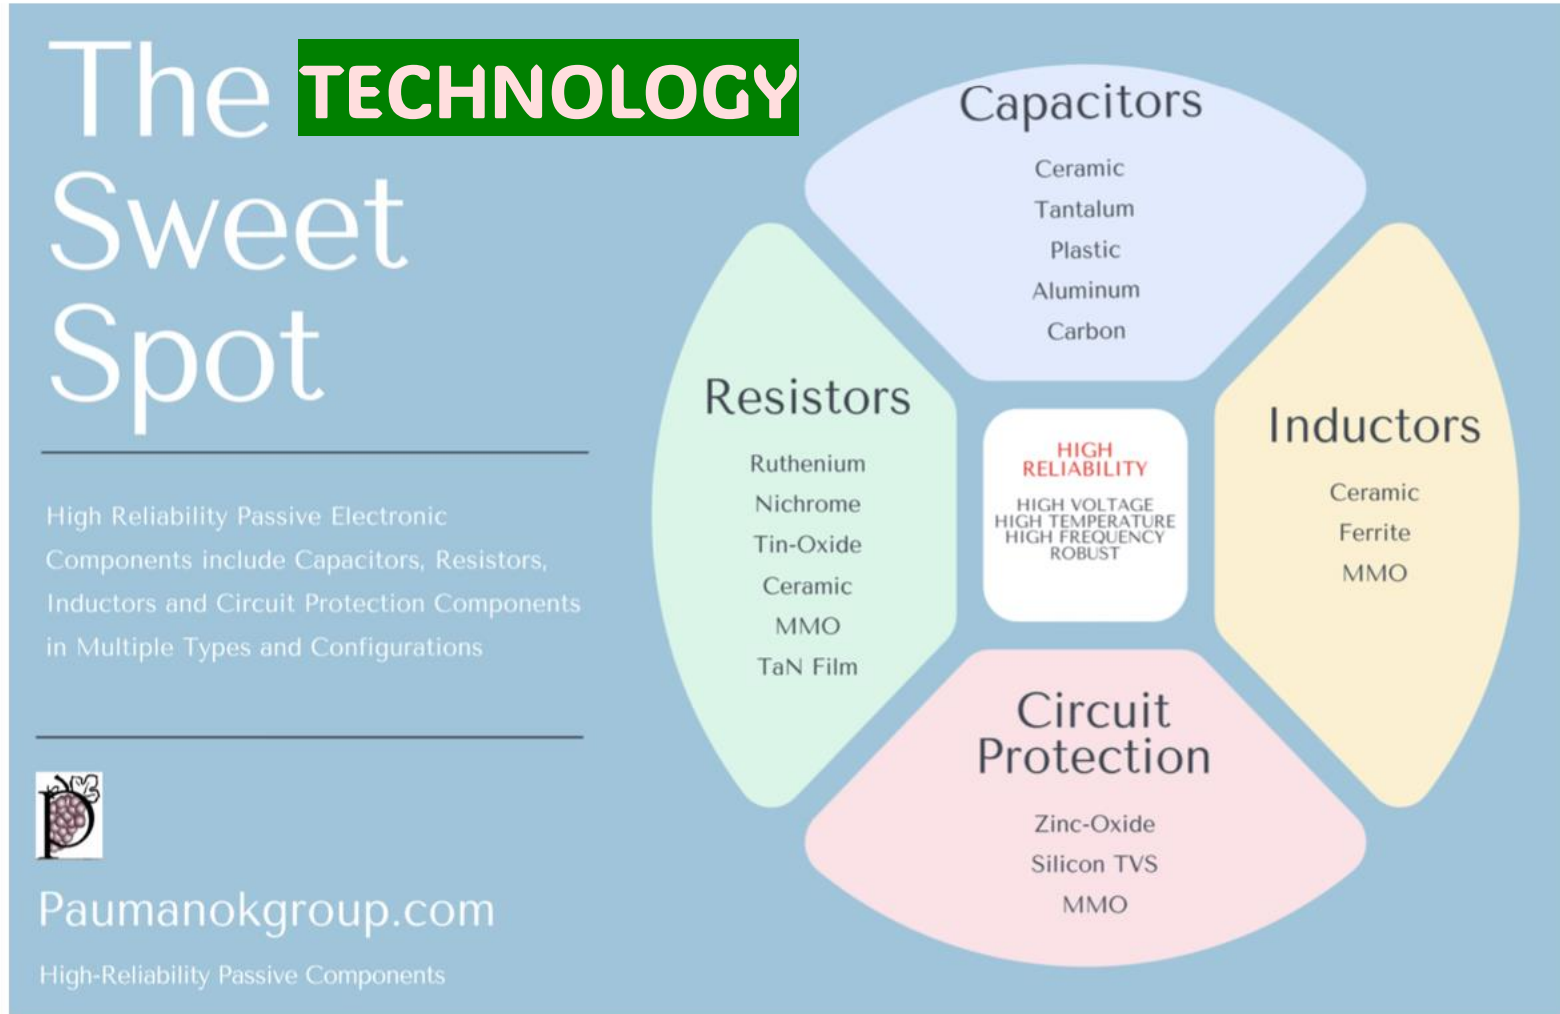 The TECHNOLOGY
Sweet
Spot
High Reliability Passive Electronic
Components include Capacitors, Resistors,
Inductors and Circuit Protection Components
in Multiple Types and Configurations
P
Paumanokgroup.com
High-Reliability Passive Components
Capacitors
Ceramic
Tantalum
Plastic
Aluminum
Carbon
Resistors
Ruthenium
Nichrome
Tin-Oxide
Ceramic
MMO
TaN Film
HIGH
RELIABILITY
HIGH VOLTAGE
HIGH TEMPERATURE
HIGH FREQUENCY
ROBUST
Inductors
Ceramic
Ferrite
MMO
Circuit
Protection
Zinc-Oxide
Silicon TVS
MMO